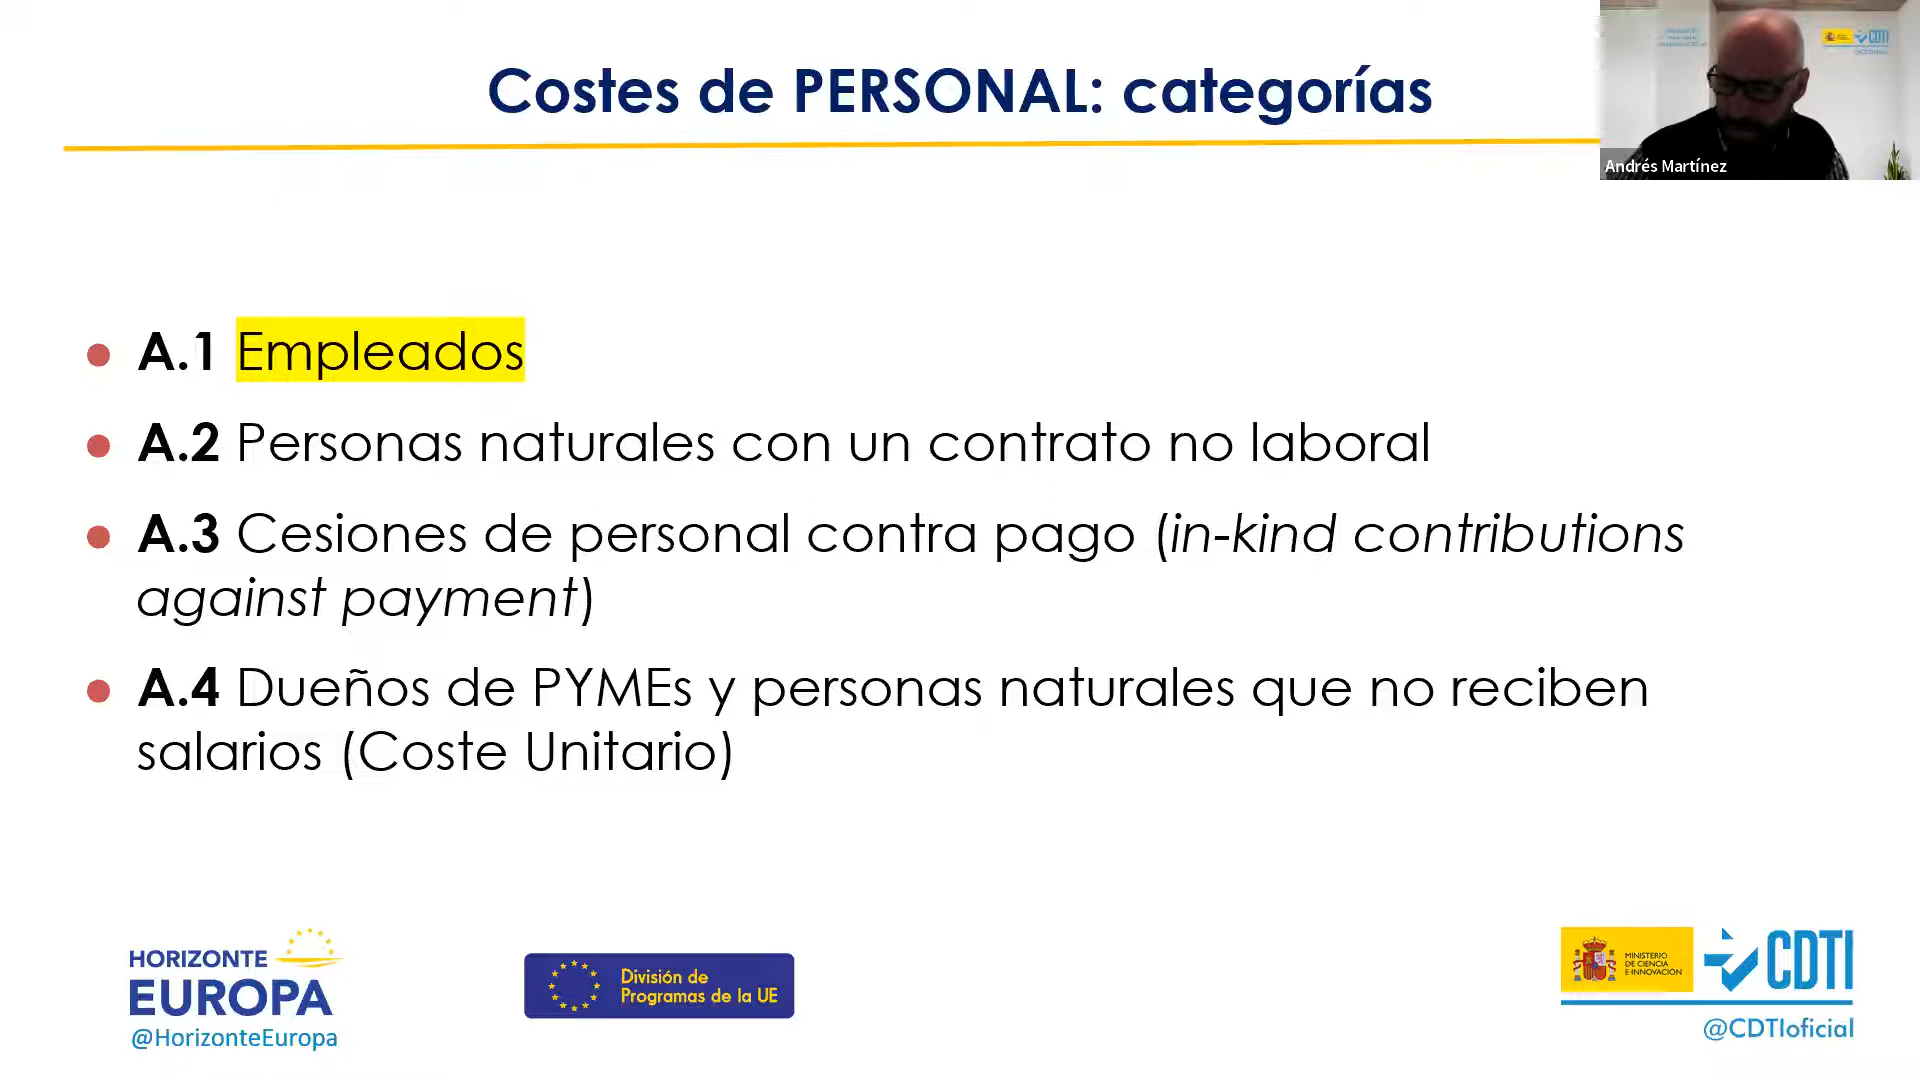 Costes de PERSONAL: categorías
CDTI
Andrés Martínez
A.1 Empleados
A.2 Personas naturales con un contrato no laboral
A.3 Cesiones de personal contra pago (in-kind contributions
against payment)
A.4 Dueños de PYMEs y personas naturales que no reciben
salarios (Coste Unitario)
HORIZONTE
EUROPA
@HorizonteEuropa
División de
Programas de la UE
MINISTERIO
DE CIENCIA
E INNOVACIÓN
CDTI
@CDTIoficial